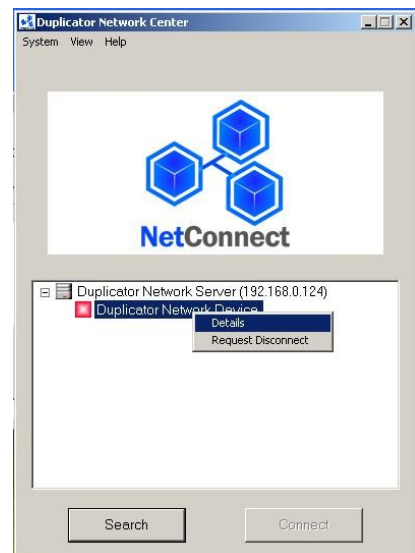 Duplicator Network Center
System View Help
NetConnect
Duplicator Network Server (192.168.0.124)
Duplicator Network Device
Details
Request Disconnect
Search Connect